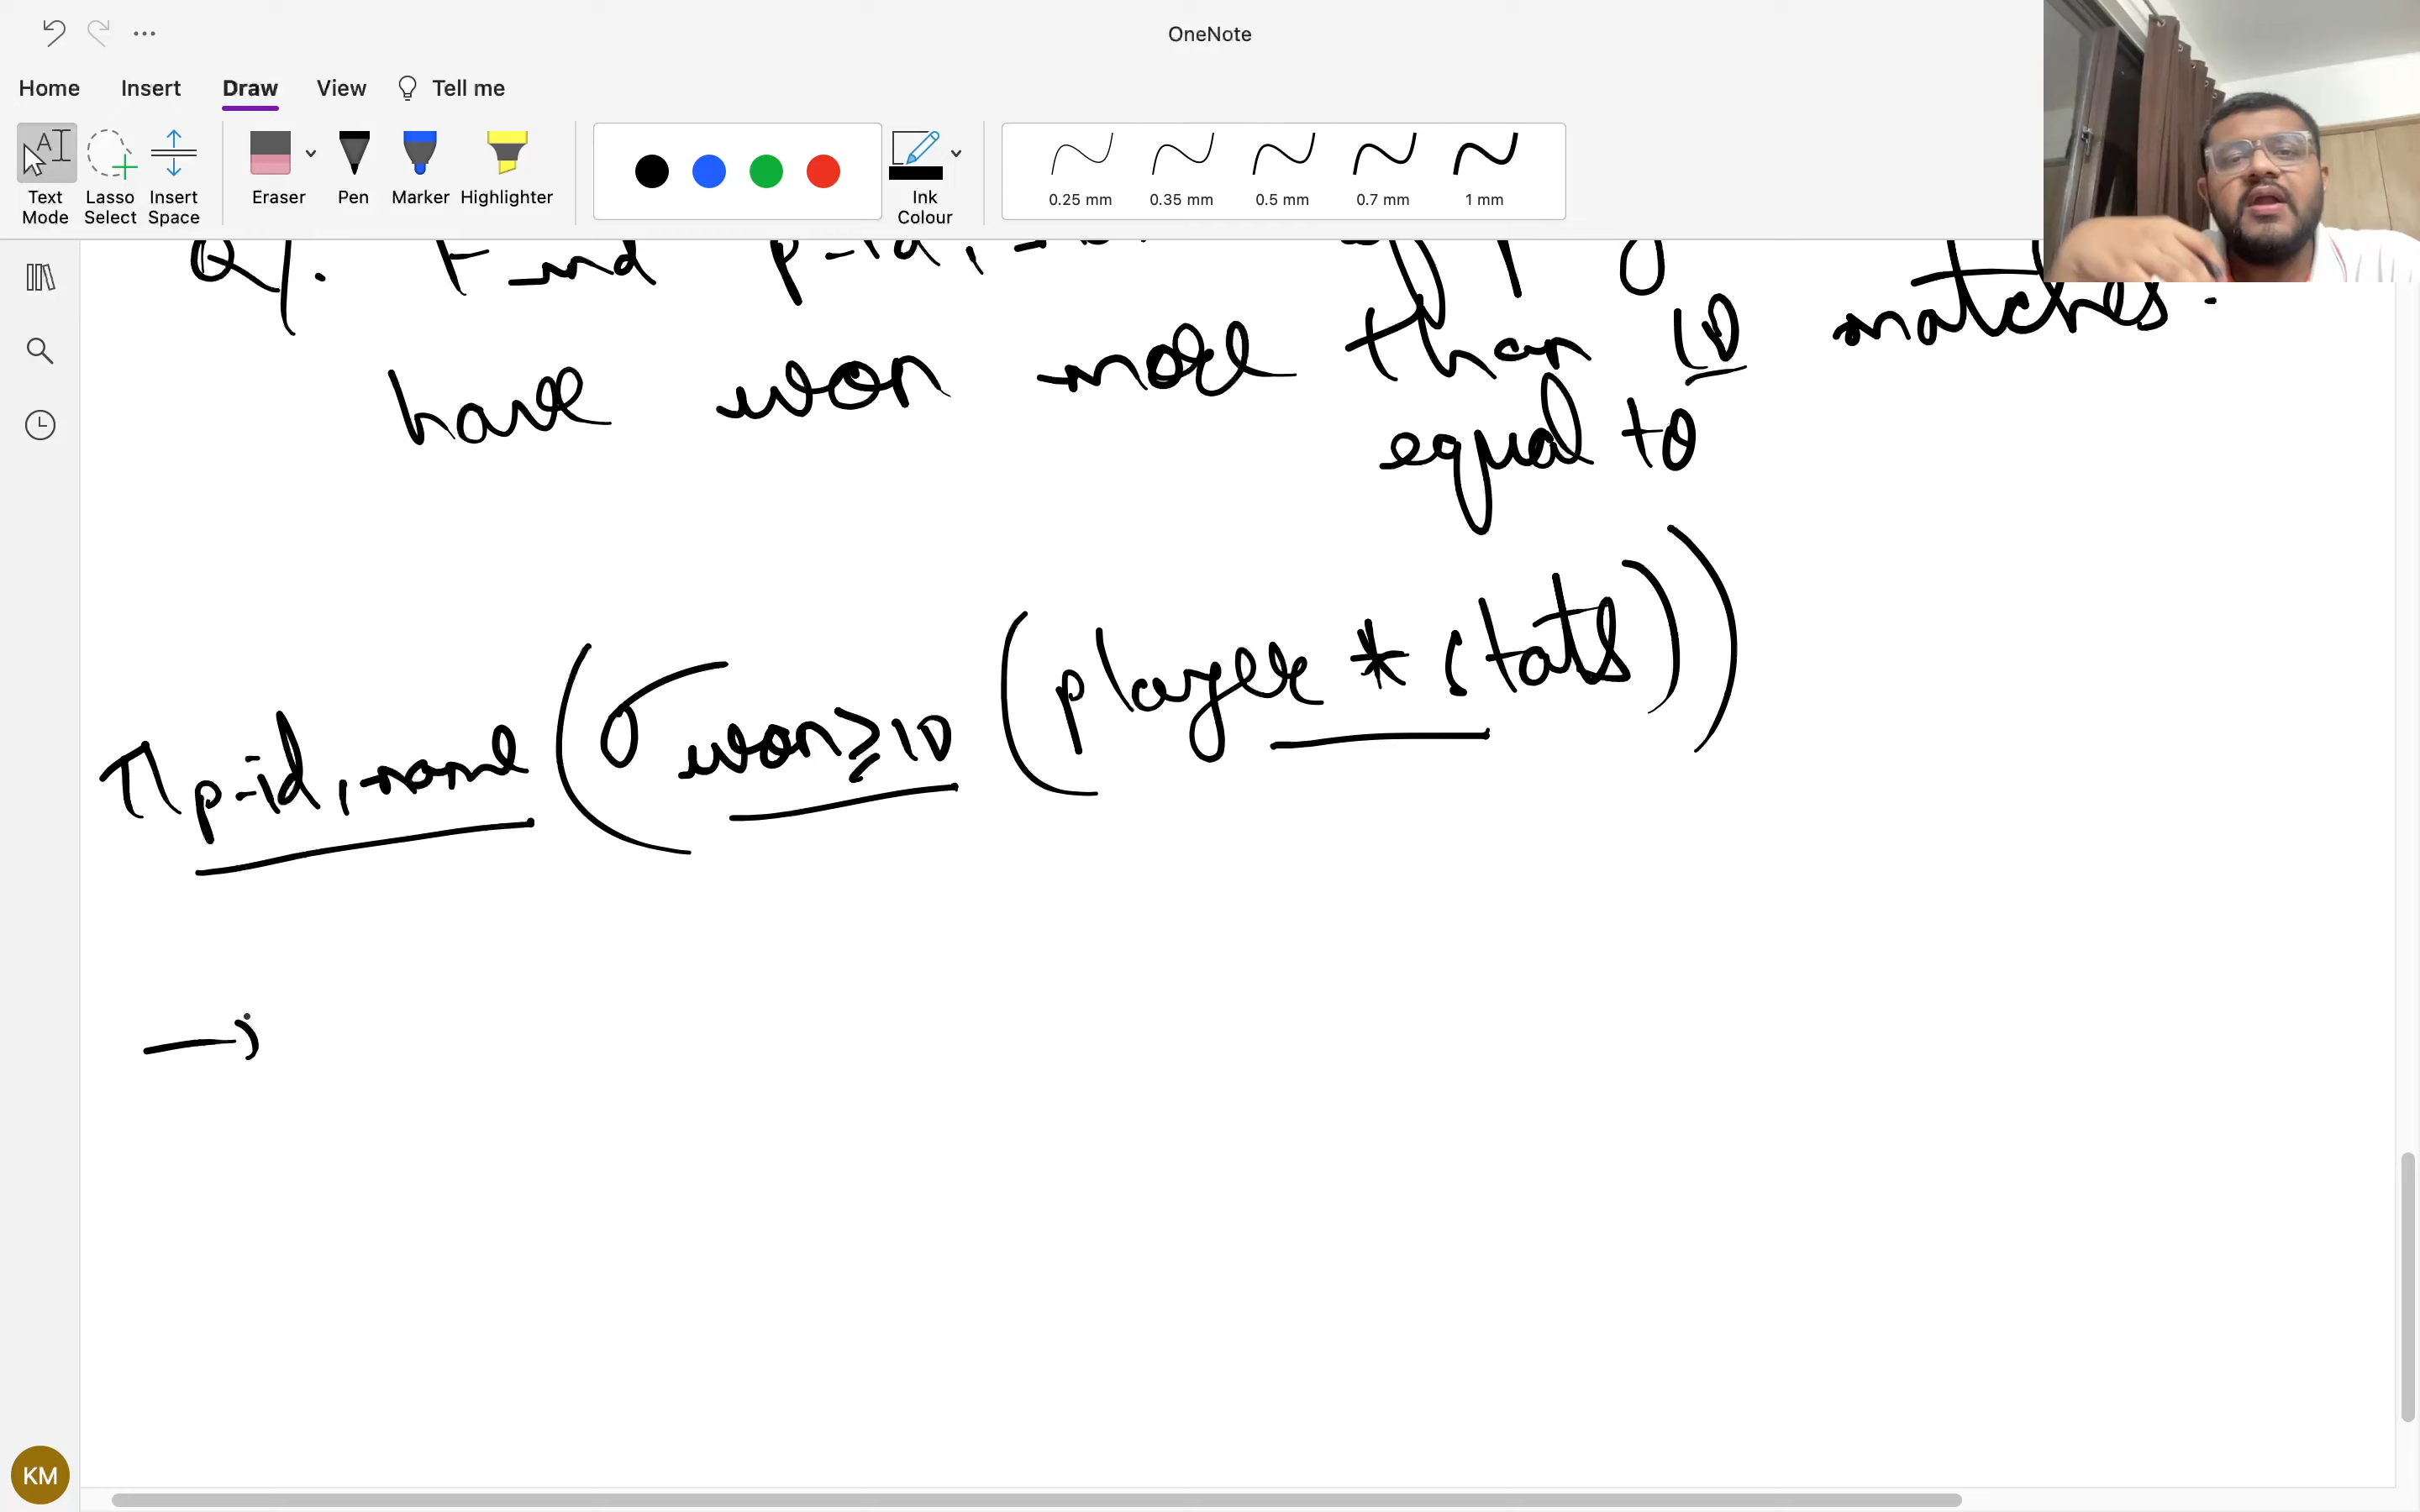 OneNote
Home Insert Draw View Tell me
Text Mode Lasso Select Insert Space Eraser Pen Marker Highlighter Ink Colour 0.25 mm 0.35 mm 0.5 mm 0.7 mm 1 mm
Q/. Find p-id, matches.
have won more than 10
equal to
π p-id, name (σ won≥10 (player * stats))
→
KM